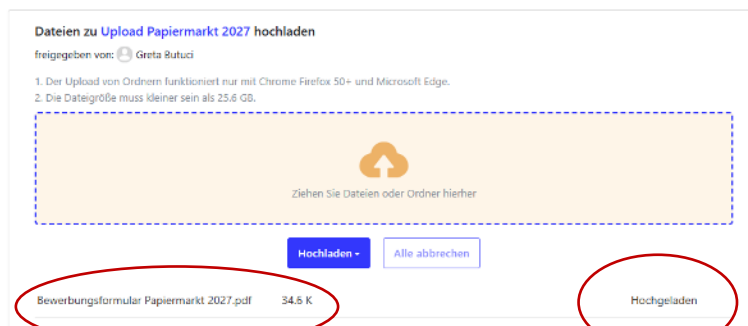 Dateien zu Upload Papiermarkt 2027 hochladen
freigegeben von: Greta Butuci
1. Der Upload von Ordnern funktioniert nur mit Chrome Firefox 50+ und Microsoft Edge.
2. Die Dateigröße muss kleiner sein als 25.6 GB.
Ziehen Sie Dateien oder Ordner hierher
Hochladen
Alle abbrechen
Bewerbungsformular Papiermarkt 2027.pdf 34.6 K Hochgeladen